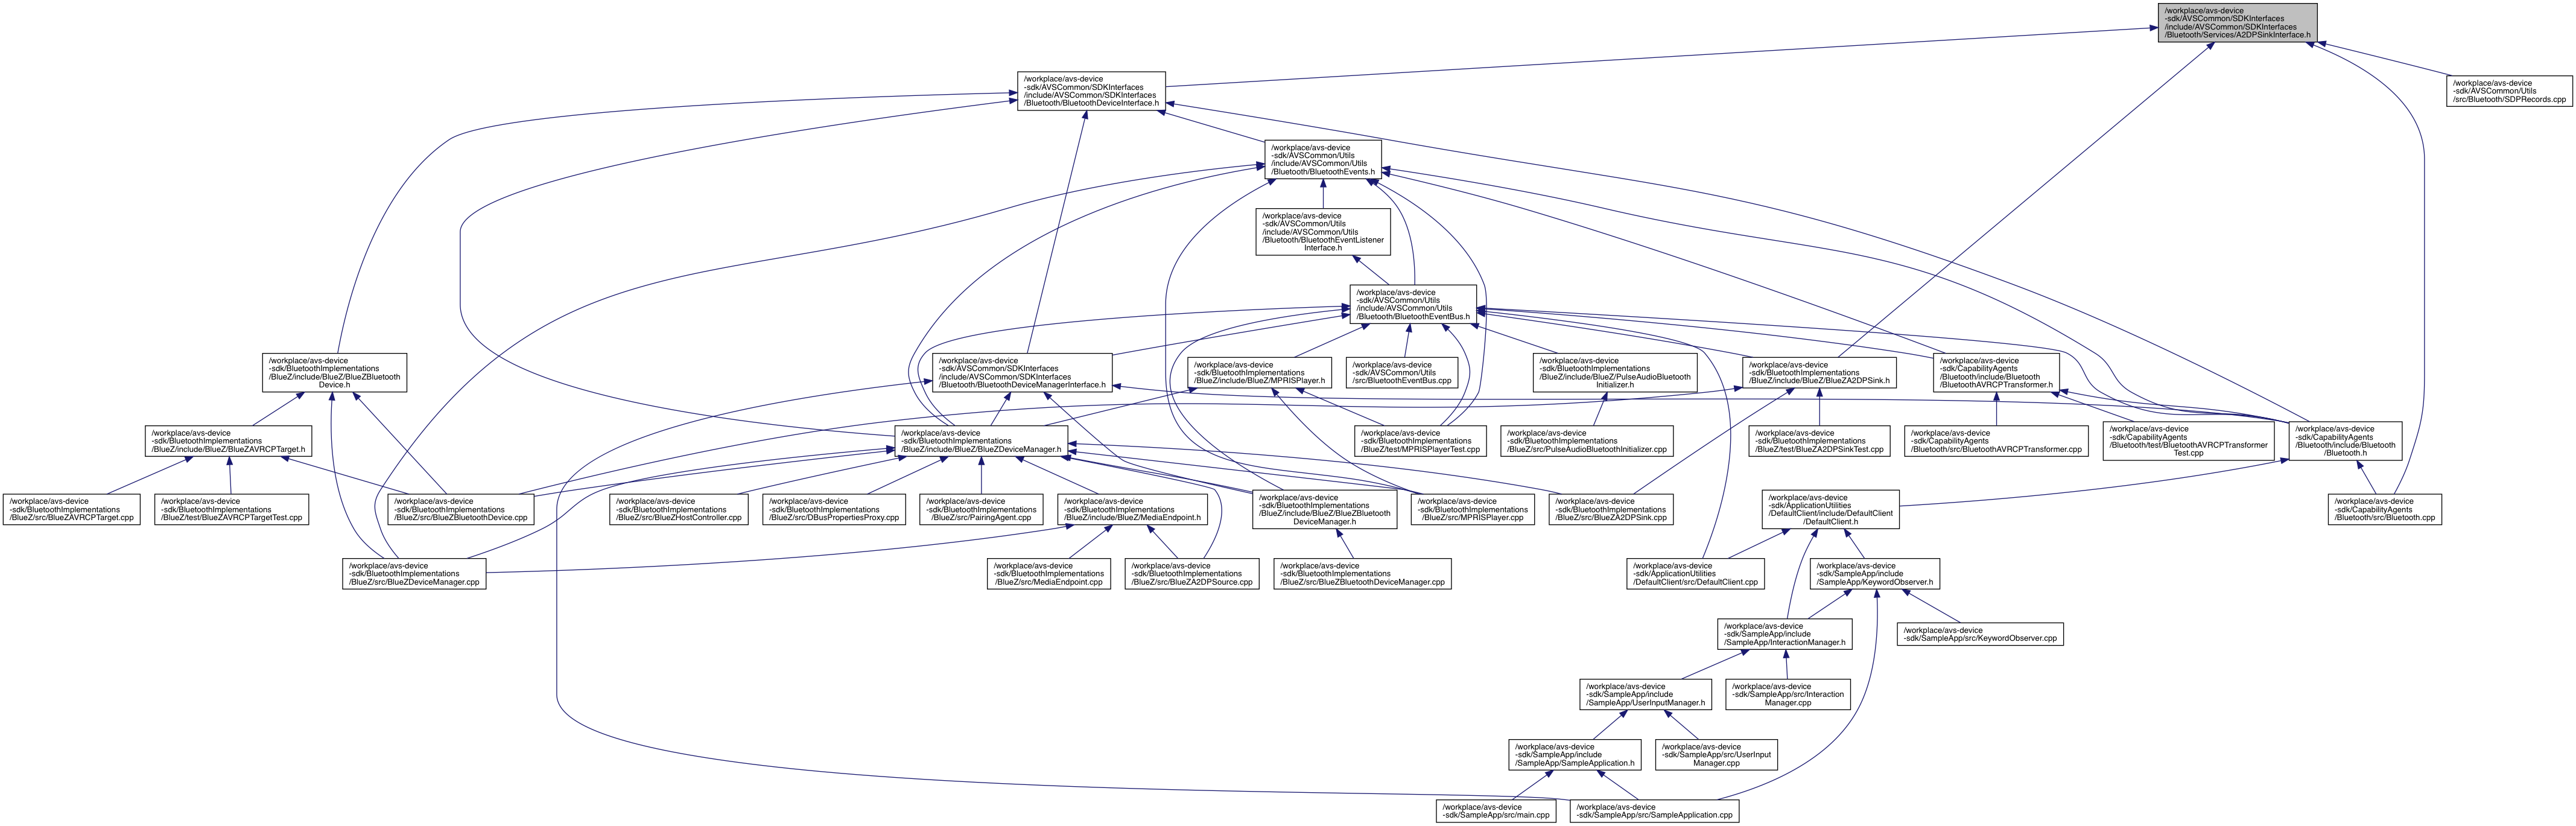 /workplace/avs-device
-sdk/AVSCommon/SDKInterfaces
/include/AVSCommon/SDKInterfaces
/Bluetooth/Services/A2DPSinkInterface.h
/workplace/avs-device
-sdk/AVSCommon/SDKInterfaces
/include/AVSCommon/SDKInterfaces
/Bluetooth/BluetoothDeviceInterface.h
/workplace/avs-device
-sdk/AVSCommon/Utils
/src/Bluetooth/SDPRecords.cpp
/workplace/avs-device
-sdk/AVSCommon/Utils
/include/AVSCommon/Utils
/Bluetooth/BluetoothEvents.h
/workplace/avs-device
-sdk/AVSCommon/Utils
/include/AVSCommon/Utils
/Bluetooth/BluetoothEventListener
Interface.h
/workplace/avs-device
-sdk/AVSCommon/Utils
/include/AVSCommon/Utils
/Bluetooth/BluetoothEventBus.h
/workplace/avs-device
-sdk/BluetoothImplementations
/BlueZ/include/BlueZ/BlueZBluetooth
Device.h
/workplace/avs-device
-sdk/AVSCommon/SDKInterfaces
/include/AVSCommon/SDKInterfaces
/Bluetooth/BluetoothDeviceManagerInterface.h
/workplace/avs-device
-sdk/BluetoothImplementations
/BlueZ/include/BlueZ/MPRISPlayer.h
/workplace/avs-device
-sdk/AVSCommon/Utils
/src/BluetoothEventBus.cpp
/workplace/avs-device
-sdk/BluetoothImplementations
/BlueZ/include/BlueZ/PulseAudioBluetooth
Initializer.h
/workplace/avs-device
-sdk/BluetoothImplementations
/BlueZ/include/BlueZ/BlueZA2DPSink.h
/workplace/avs-device
-sdk/CapabilityAgents
/Bluetooth/include/Bluetooth
/BluetoothAVRCPTransformer.h
/workplace/avs-device
-sdk/BluetoothImplementations
/BlueZ/include/BlueZ/BlueZAVRCPTarget.h
/workplace/avs-device
-sdk/BluetoothImplementations
/BlueZ/include/BlueZ/BlueZDeviceManager.h
/workplace/avs-device
-sdk/BluetoothImplementations
/BlueZ/test/MPRISPlayerTest.cpp
/workplace/avs-device
-sdk/BluetoothImplementations
/BlueZ/src/PulseAudioBluetoothInitializer.cpp
/workplace/avs-device
-sdk/BluetoothImplementations
/BlueZ/test/BlueZA2DPSinkTest.cpp
/workplace/avs-device
-sdk/CapabilityAgents
/Bluetooth/src/BluetoothAVRCPTransformer.cpp
/workplace/avs-device
-sdk/CapabilityAgents
/Bluetooth/test/BluetoothAVRCPTransformer
Test.cpp
/workplace/avs-device
-sdk/CapabilityAgents
/Bluetooth/include/Bluetooth
/Bluetooth.h
/workplace/avs-device
-sdk/BluetoothImplementations
/BlueZ/src/BlueZAVRCPTarget.cpp
/workplace/avs-device
-sdk/BluetoothImplementations
/BlueZ/test/BlueZAVRCPTargetTest.cpp
/workplace/avs-device
-sdk/BluetoothImplementations
/BlueZ/src/BlueZBluetoothDevice.cpp
/workplace/avs-device
-sdk/BluetoothImplementations
/BlueZ/src/BlueZHostController.cpp
/workplace/avs-device
-sdk/BluetoothImplementations
/BlueZ/src/DBusPropertiesProxy.cpp
/workplace/avs-device
-sdk/BluetoothImplementations
/BlueZ/src/PairingAgent.cpp
/workplace/avs-device
-sdk/BluetoothImplementations
/BlueZ/include/BlueZ/MediaEndpoint.h
/workplace/avs-device
-sdk/BluetoothImplementations
/BlueZ/include/BlueZ/BlueZBluetooth
DeviceManager.h
/workplace/avs-device
-sdk/BluetoothImplementations
/BlueZ/src/MPRISPlayer.cpp
/workplace/avs-device
-sdk/BluetoothImplementations
/BlueZ/src/BlueZA2DPSink.cpp
/workplace/avs-device
-sdk/ApplicationUtilities
/DefaultClient/include/DefaultClient
/DefaultClient.h
/workplace/avs-device
-sdk/CapabilityAgents
/Bluetooth/src/Bluetooth.cpp
/workplace/avs-device
-sdk/BluetoothImplementations
/BlueZ/src/BlueZDeviceManager.cpp
/workplace/avs-device
-sdk/BluetoothImplementations
/BlueZ/src/MediaEndpoint.cpp
/workplace/avs-device
-sdk/BluetoothImplementations
/BlueZ/src/BlueZA2DPSource.cpp
/workplace/avs-device
-sdk/BluetoothImplementations
/BlueZ/src/BlueZBluetoothDeviceManager.cpp
/workplace/avs-device
-sdk/ApplicationUtilities
/DefaultClient/src/DefaultClient.cpp
/workplace/avs-device
-sdk/SampleApp/include
/SampleApp/KeywordObserver.h
/workplace/avs-device
-sdk/SampleApp/include
/SampleApp/InteractionManager.h
/workplace/avs-device
-sdk/SampleApp/src/KeywordObserver.cpp
/workplace/avs-device
-sdk/SampleApp/include
/SampleApp/UserInputManager.h
/workplace/avs-device
-sdk/SampleApp/src/Interaction
Manager.cpp
/workplace/avs-device
-sdk/SampleApp/include
/SampleApp/SampleApplication.h
/workplace/avs-device
-sdk/SampleApp/src/UserInput
Manager.cpp
/workplace/avs-device
-sdk/SampleApp/src/main.cpp
/workplace/avs-device
-sdk/SampleApp/src/SampleApplication.cpp